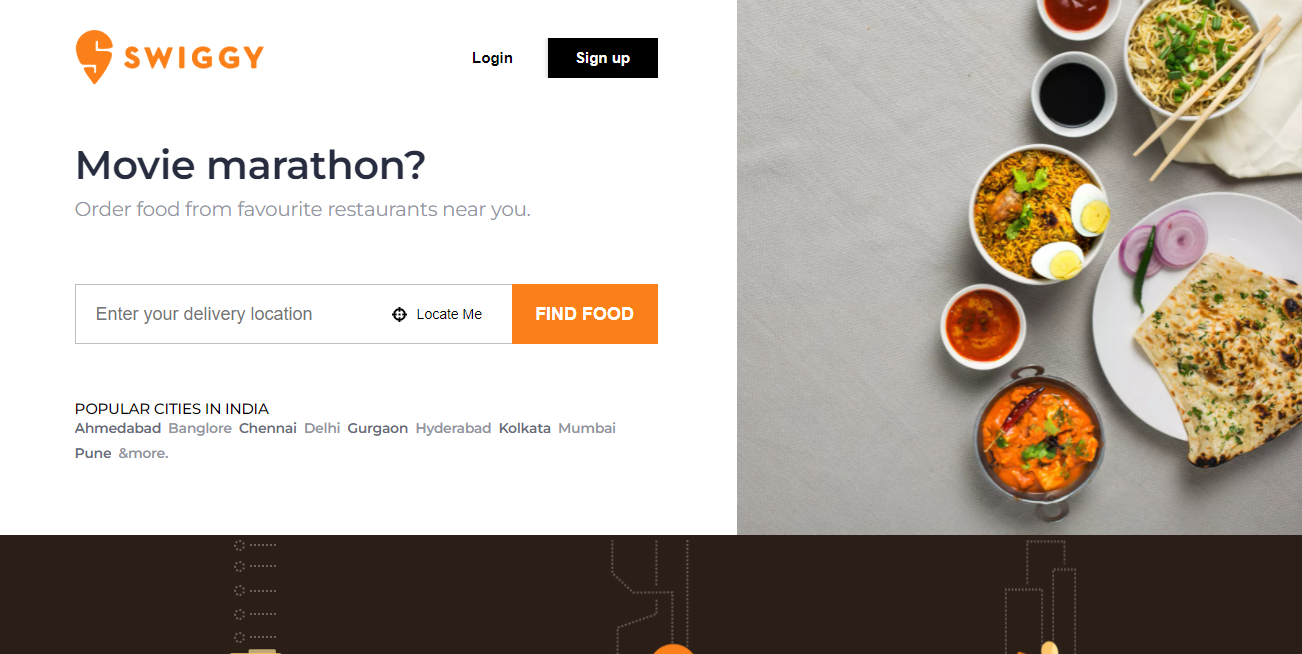 SWIGGY
Login
Sign up
Movie marathon?
Order food from favourite restaurants near you.
Enter your delivery location
Locate Me
FIND FOOD
POPULAR CITIES IN INDIA
Ahmedabad Banglore Chennai Delhi Gurgaon Hyderabad Kolkata Mumbai
Pune &more.